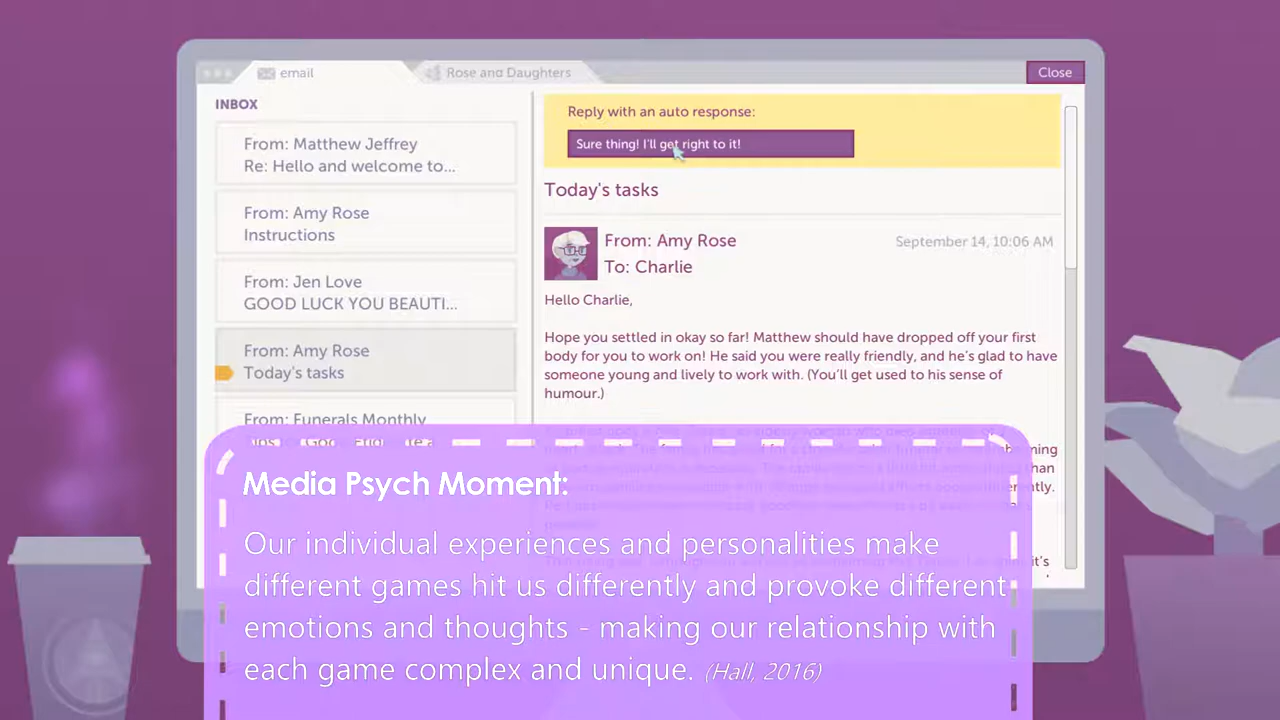 email
Rose and Daughters
Close
INBOX
From: Matthew Jeffrey
Re: Hello and welcome to...
From: Amy Rose
Instructions
From: Jen Love
GOOD LUCK YOU BEAUTI...
From: Amy Rose
Today's tasks
From: Funerals Monthly
Reply with an auto response:
Sure thing! I'll get right to it!
Today's tasks
From: Amy Rose
September 14, 10:06 AM
To: Charlie
Hello Charlie,
Hope you settled in okay so far! Matthew should have dropped off your first
body for you to work on! He said you were really friendly, and he's glad to have
someone young and lively to work with. (You'll get used to his sense of
humour.)
Media Psych Moment:
Our individual experiences and personalities make
different games hit us differently and provoke different
emotions and thoughts - making our relationship with
each game complex and unique. (Hall, 2016)